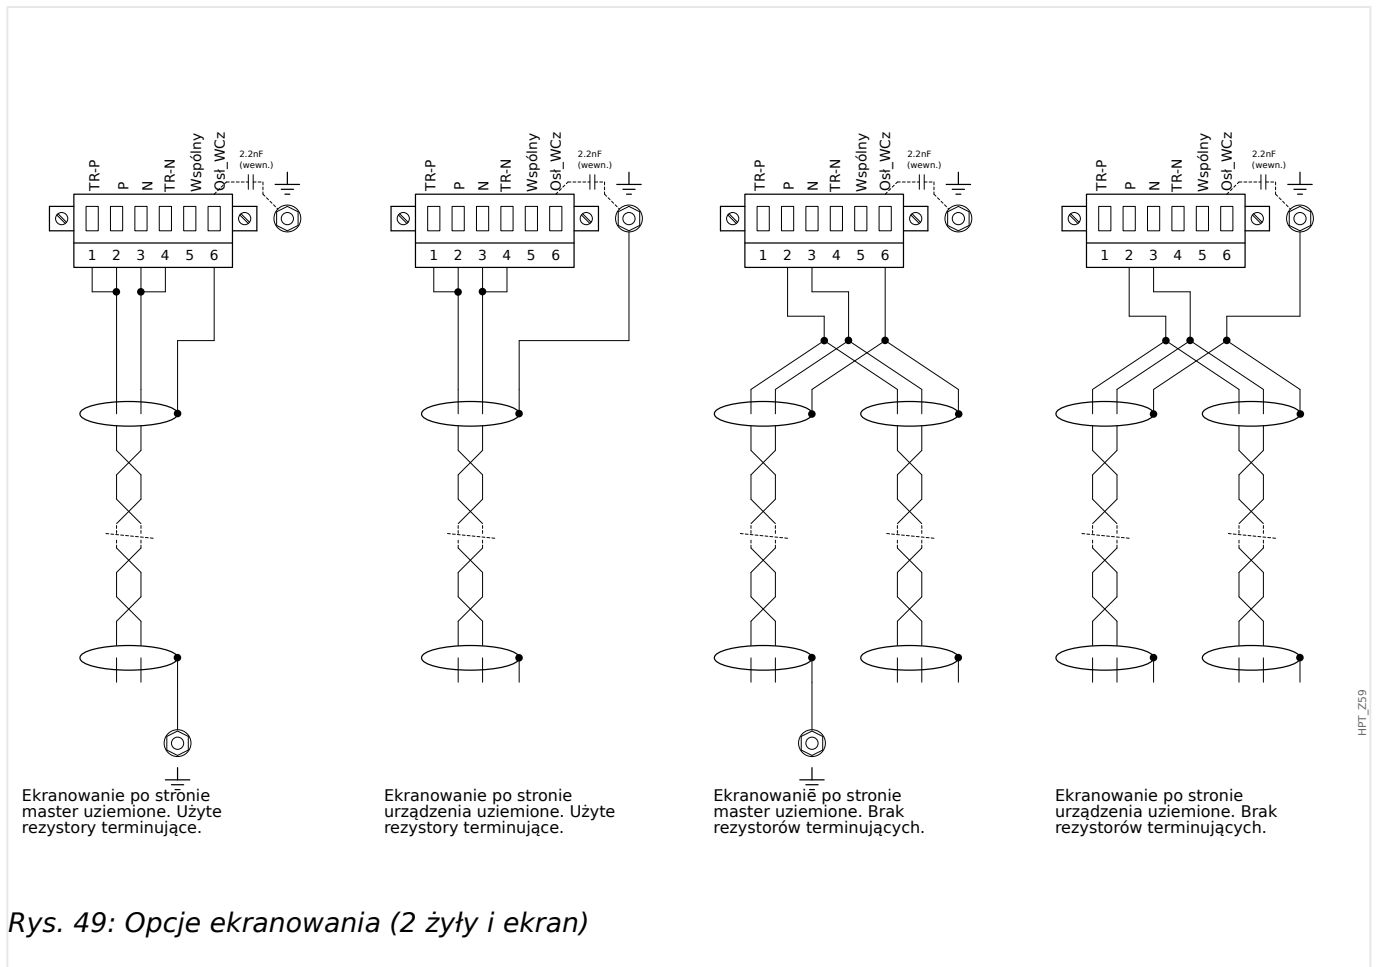 TR-P
P
N
TR-N
Wspólny
Osł_WCz
2.2nF
(wewn.)
1 2 3 4 5 6
TR-P
P
N
TR-N
Wspólny
Osł_WCz
2.2nF
(wewn.)
1 2 3 4 5 6
TR-P
P
N
TR-N
Wspólny
Osł_WCz
2.2nF
(wewn.)
1 2 3 4 5 6
TR-P
P
N
TR-N
Wspólny
Osł_WCz
2.2nF
(wewn.)
1 2 3 4 5 6
HPT_Z59
Ekranowanie po stronie
master uziemione. Użyte
rezystory terminujące.
Ekranowanie po stronie
urządzenia uziemione. Użyte
rezystory terminujące.
Ekranowanie po stronie
master uziemione. Brak
rezystorów terminujących.
Ekranowanie po stronie
urządzenia uziemione. Brak
rezystorów terminujących.
Rys. 49: Opcje ekranowania (2 żyły i ekran)